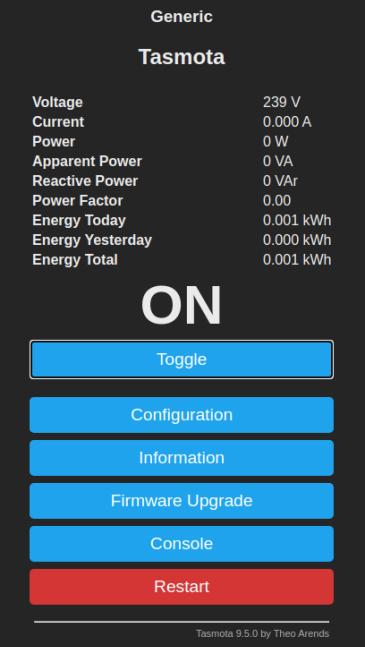 Generic
Tasmota
Voltage 239 V
Current 0.000 A
Power 0 W
Apparent Power 0 VA
Reactive Power 0 VAr
Power Factor 0.00
Energy Today 0.001 kWh
Energy Yesterday 0.000 kWh
Energy Total 0.001 kWh
ON
Toggle
Configuration
Information
Firmware Upgrade
Console
Restart
Tasmota 9.5.0 by Theo Arends